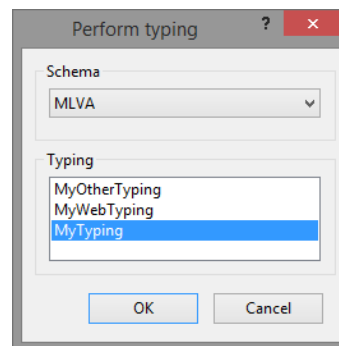 Perform typing ? ×
Schema
MLVA
Typing
MyOtherTyping
MyWebTyping
MyTyping
OK Cancel